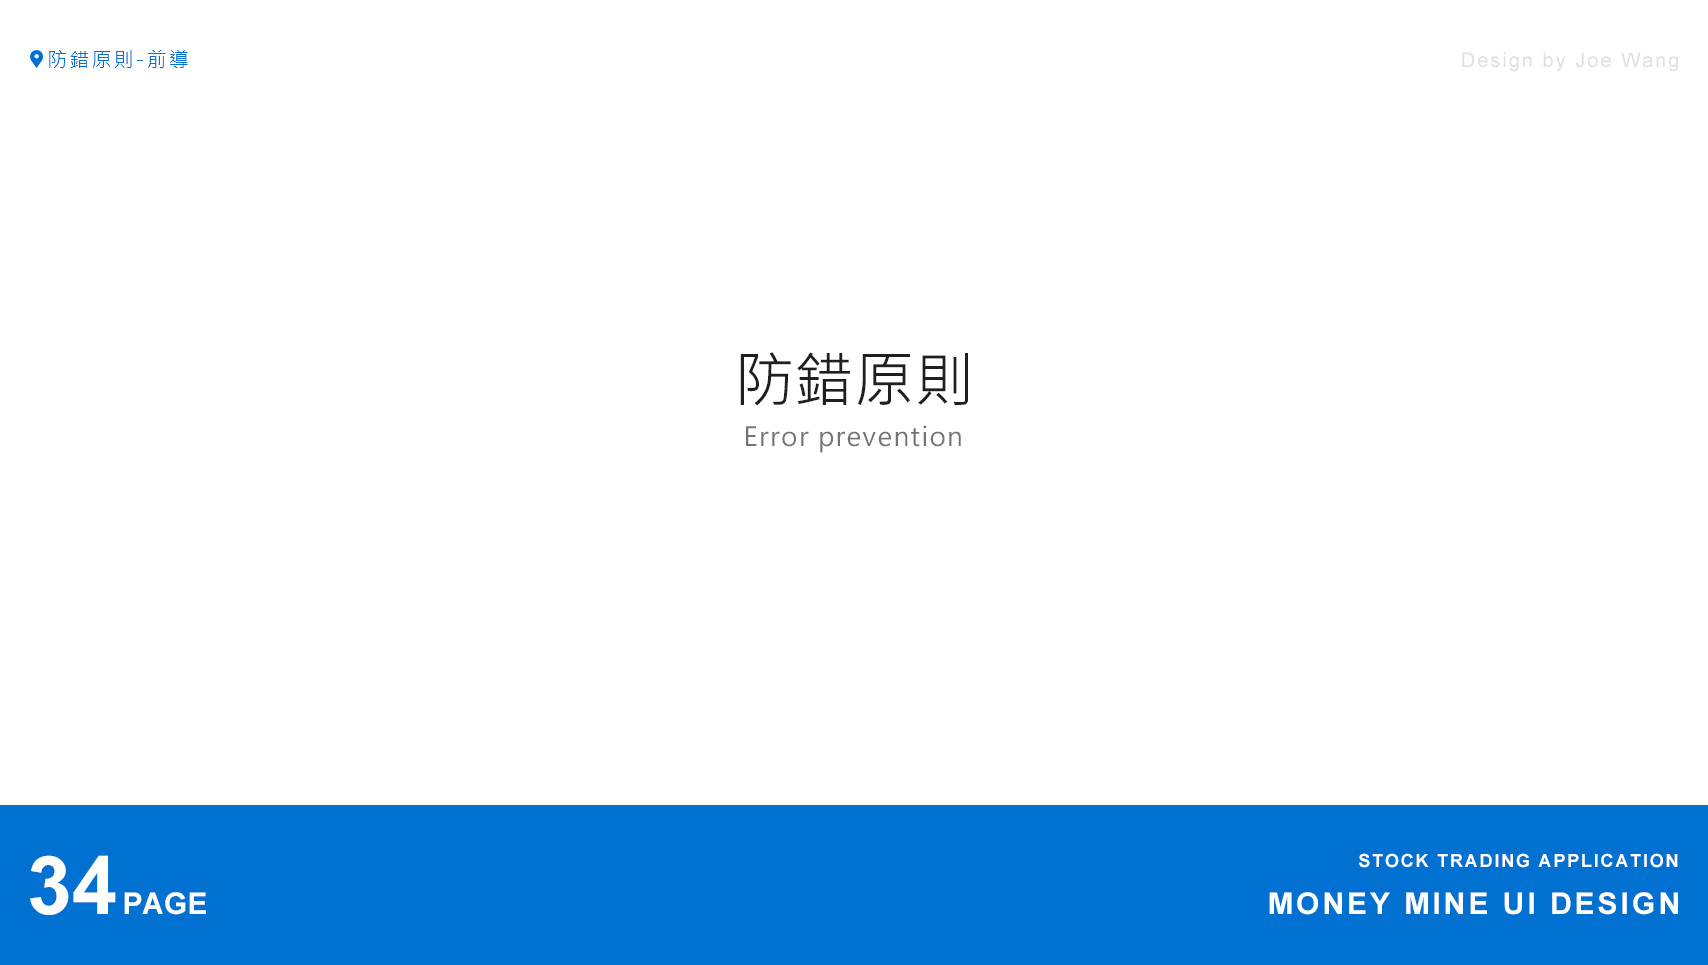 防錯原則-前導
Design by Joe Wang
防錯原則
Error prevention
34 PAGE
STOCK TRADING APPLICATION
MONEY MINE UI DESIGN